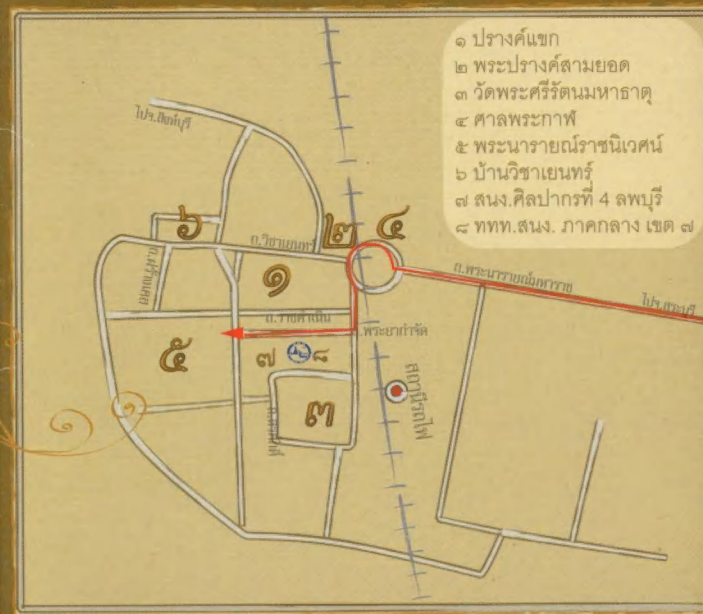 ๑ ปรางค์แขก
๒ พระปรางค์สามยอด
๓ วัดพระศรีรัตนมหาธาตุ
๔ ศาลพระกาฬ
๕ พระนารายณ์ราชนิเวศน์
๖ บ้านวิชาเยนทร์
๗ สนง.ศิลปากรที่ 4 ลพบุรี
๘ ททท.สนง. ภาคกลาง เขต ๗
ไปจ.สิงห์บุรี
๖
ถ.วิชาเยนทร์
๒
๔
๑
ถ.พระนารายณ์มหาราช
ไปจ.สระบุรี
ถ.ราชดำเนิน
ถ.พระยากำจัด
๕
๗
๘
๓
สถานีรถไฟ